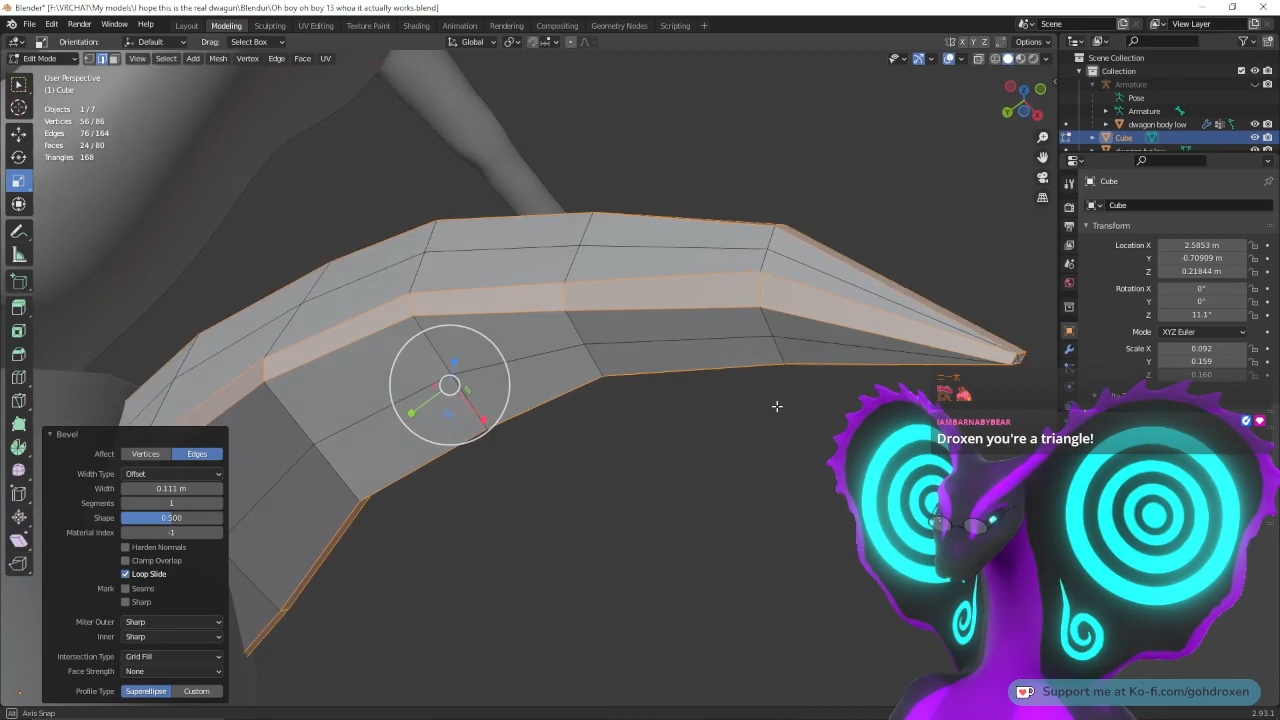 Blender* [F:\VRCHAT\My models\I hope this is the real dwagon\Blendur\Oh boy oh boy 13 whoa it actually works.blend]
File Edit Render Window Help Layout Modeling Sculpting UV Editing Texture Paint Shading Animation Rendering Compositing Geometry Nodes Scripting + Scene View Layer
Orientation: Default Drag: Select Box Global X Y Z Options
Edit Mode View Select Add Mesh Vertex Edge Face UV
User Perspective
(1) Cube
Objects 1/7
Vertices 56/86
Edges 76/164
Faces 24/80
Triangles 168
Scene Collection
Collection
Armature
Pose
Armature
dwagon body low
Cube
Cube
Cube
Transform
Location X 2.5853 m
Y -0.70909 m
Z 0.21844 m
Rotation X 0°
Y 0°
Z 11.1°
Mode XYZ Euler
Scale X 0.092
Y 0.159
Z 0.160
IAMBARNABYBEAR
Droxen you're a triangle!
Bevel
Affect Vertices Edges
Width Type Offset
Width 0.111 m
Segments 1
Shape 0.500
Material Index -1
Harden Normals
Clamp Overlap
Loop Slide
Mark Seams
Sharp
Miter Outer Sharp
Inner Sharp
Intersection Type Grid Fill
Face Strength None
Profile Type Superellipse Custom
Support me at Ko-fi.com/gohdroxen
Alt Axis Snap
2.93.1